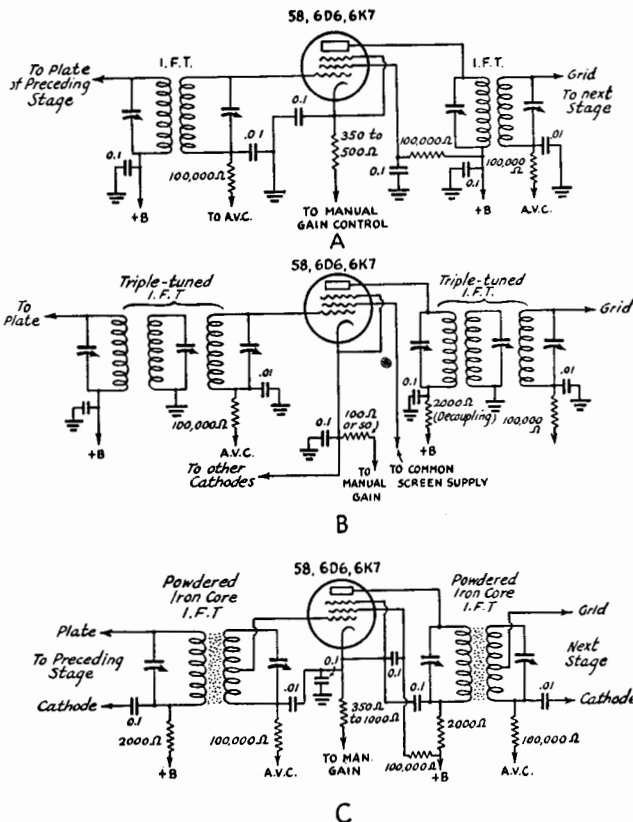 58, 6D6, 6K7
I.F.T.
I.F.T.
To Plate
of Preceding
Stage
Grid
To next
Stage
0.1
.01
0.1
350 to
500Ω
100,000Ω
0.1
0.1
100,000
Ω
.01
100,000Ω
+B
TO A.V.C.
TO MANUAL
GAIN CONTROL
+B
A.V.C.
A
58, 6D6, 6K7
Triple-tuned
I.F.T
Triple-tuned
I.F.T.
To
Plate
Grid
.01
0.1
100Ω
or so
0.1
2000Ω
(Decoupling)
.01
100,000
Ω
100,000Ω
+B
A.V.C.
To other
Cathodes
TO
MANUAL
GAIN
TO COMMON
SCREEN SUPPLY
+B
B
58, 6D6, 6K7
Powdered
Iron Core
I.F.T
Powdered
Iron Core
I.F.T
Plate
To Preceding
Stage
Cathode
Grid
Next
Stage
Cathode
0.1
.01
0.1
0.1
0.1
.01
2000Ω
100,000Ω
350Ω
to 1000Ω
2000Ω
100,000Ω
100,000Ω
+B
A.V.C.
TO MAN.
GAIN
+B
A.V.C.
C